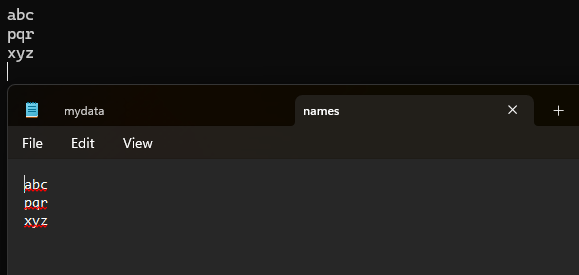 abc
pqr
xyz
mydata
names
File Edit View
abc
pqr
xyz